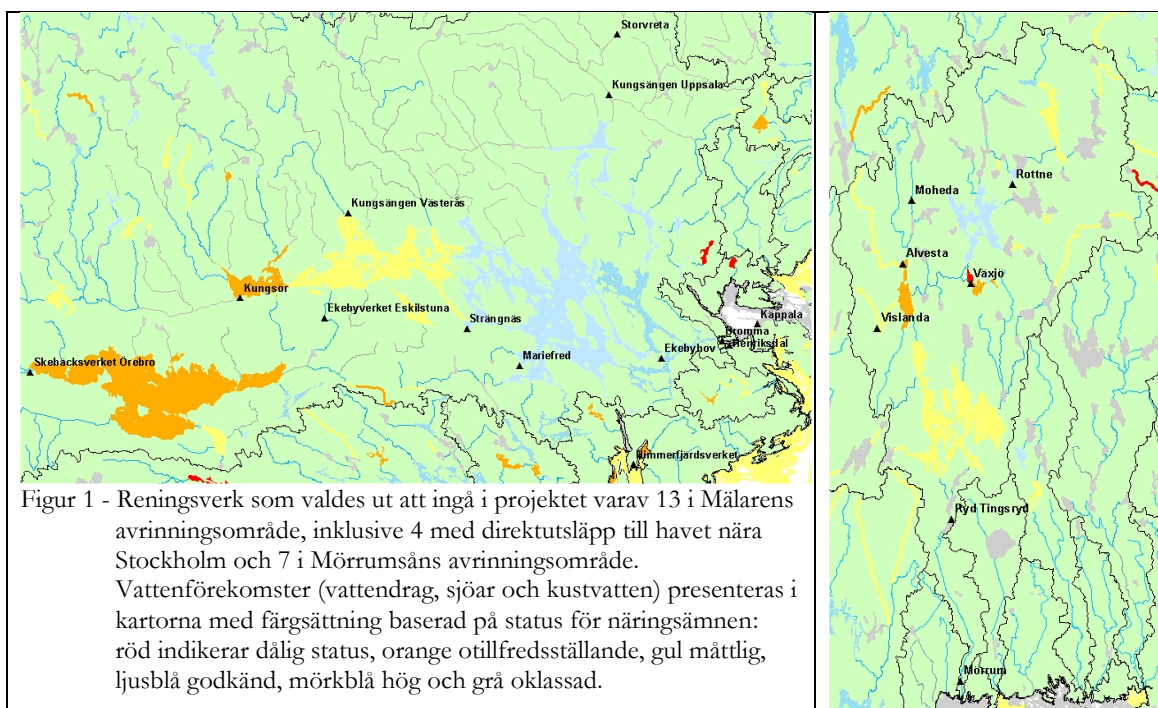 Storvreta
Kungsängen Uppsala
Kungsängen Västerås
Kungsör
Ekebyverket Eskilstuna
Strängnäs
Käppala
Bromma
Henriksdal
Skebäcksverket Örebro
Mariefred
Ekebyhov
Himmerfjärdsverket
Figur 1 - Reningsverk som valdes ut att ingå i projektet varav 13 i Mälarens
avrinningsområde, inklusive 4 med direktutsläpp till havet nära
Stockholm och 7 i Mörrumsåns avrinningsområde.
Vattenförekomster (vattendrag, sjöar och kustvatten) presenteras i
kartorna med färgsättning baserad på status för näringsämnen:
röd indikerar dålig status, orange otillfredsställande, gul måttlig,
ljusblå godkänd, mörkblå hög och grå oklassad.
Rottne
Moheda
Alvesta
Växjö
Vislanda
Ryd Tingsryd
Mörrum